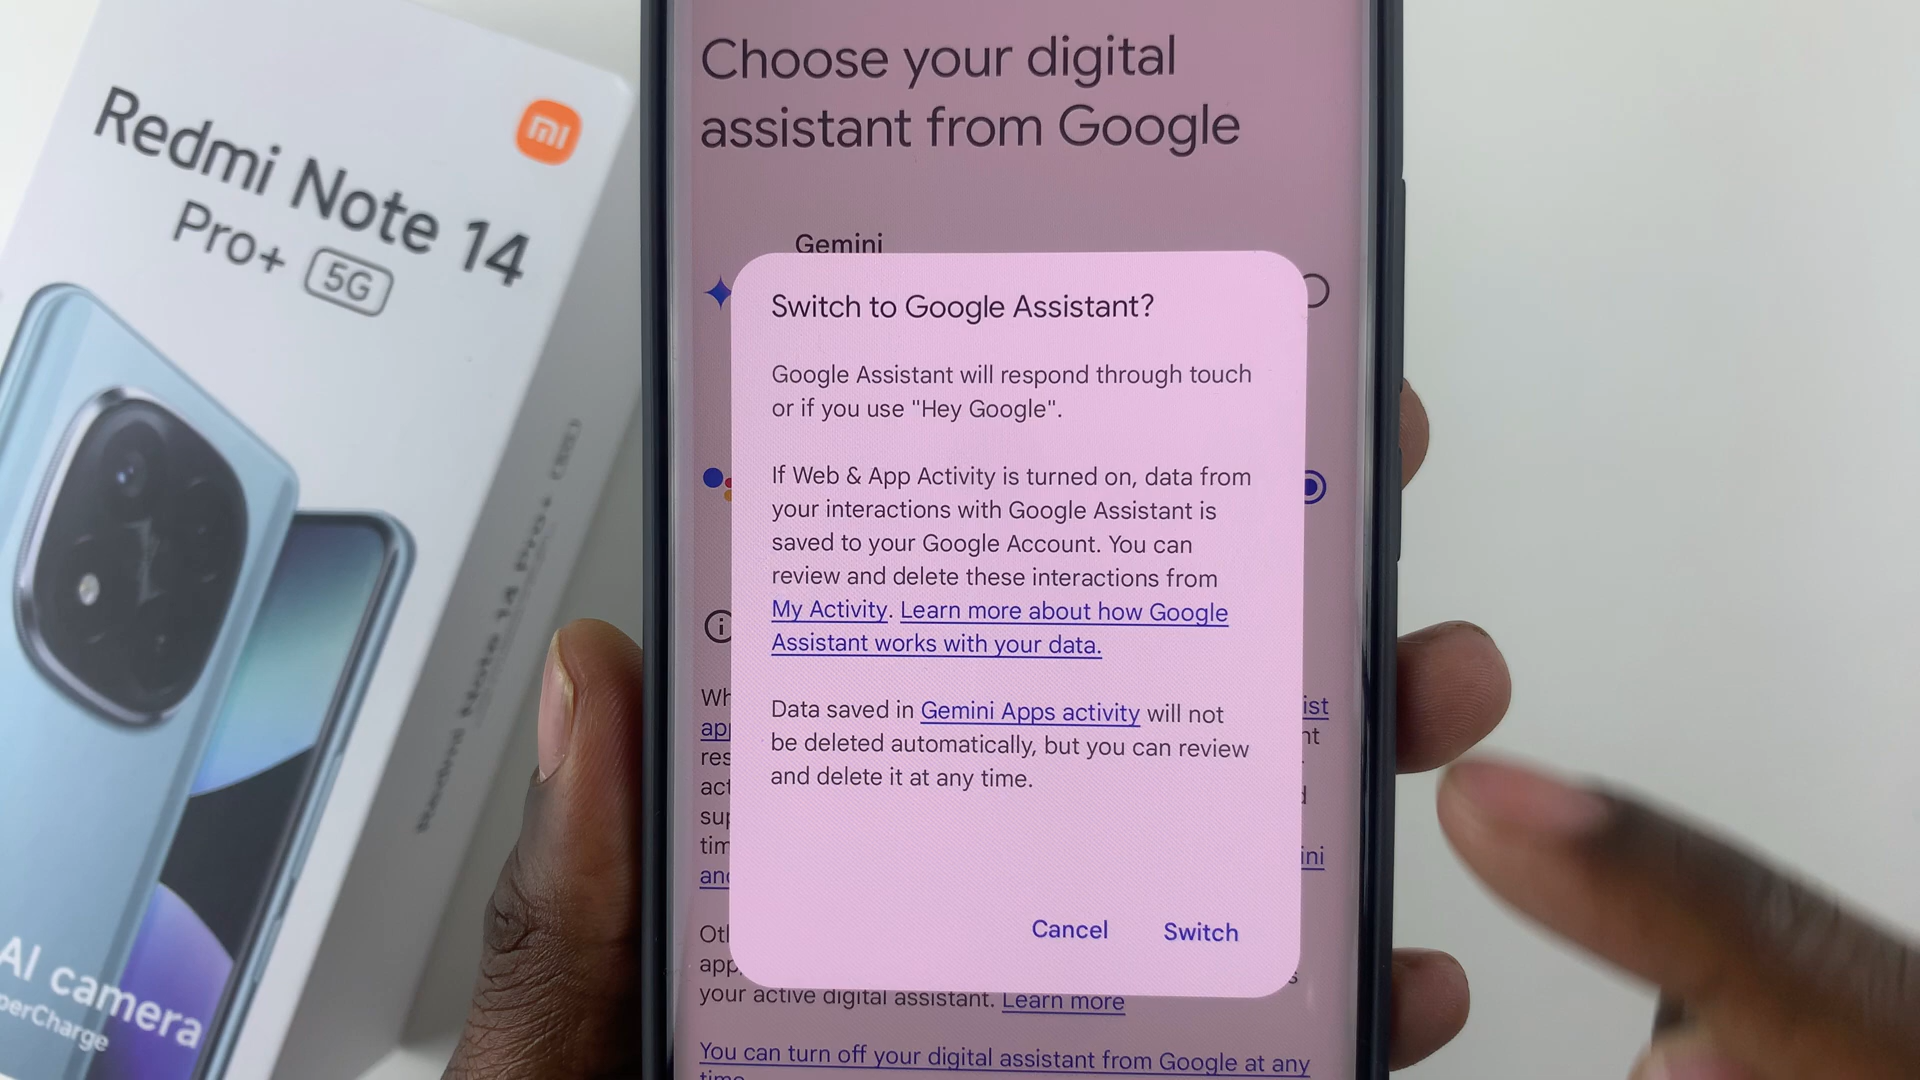 Redmi Note 14
Pro+ 5G
mi
AI camera
Choose your digital
assistant from Google
Gemini
Switch to Google Assistant?
Google Assistant will respond through touch
or if you use "Hey Google".
If Web & App Activity is turned on, data from
your interactions with Google Assistant is
saved to your Google Account. You can
review and delete these interactions from
My Activity. Learn more about how Google
Assistant works with your data.
Data saved in Gemini Apps activity will not
be deleted automatically, but you can review
and delete it at any time.
Cancel Switch
your active digital assistant. Learn more
You can turn off your digital assistant from Google at any
time